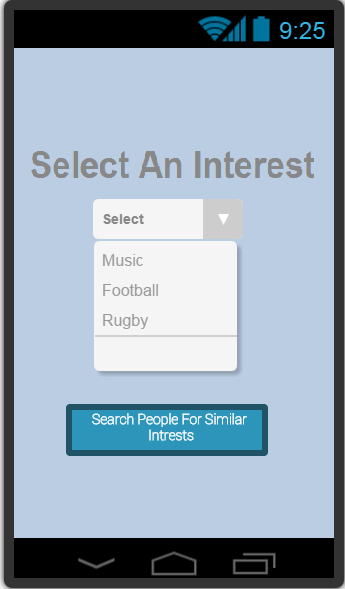 9:25
Select An Interest
Select
Music
Football
Rugby
Search People For Similar
Intrests